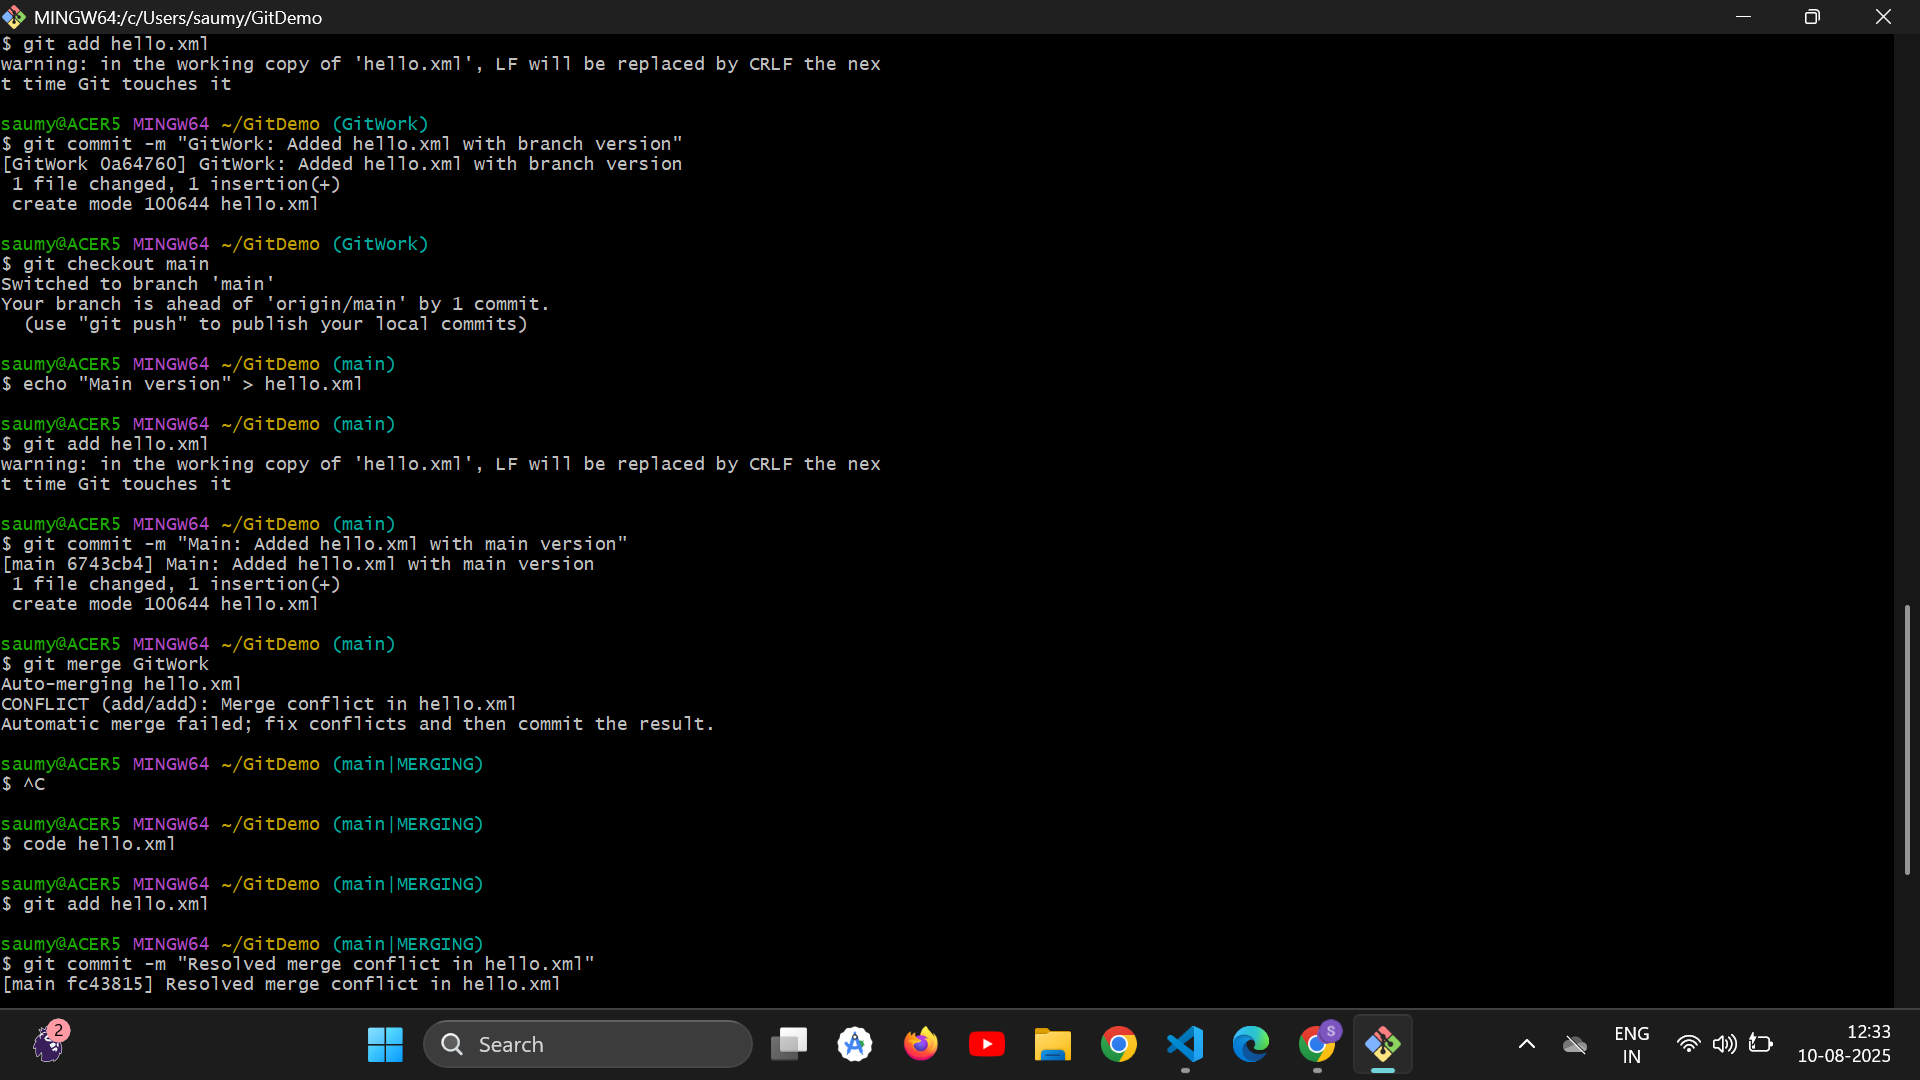 MINGW64:/c/Users/saumy/GitDemo
$ git add hello.xml
warning: in the working copy of 'hello.xml', LF will be replaced by CRLF the nex
t time Git touches it
saumy@ACER5 MINGW64 ~/GitDemo (GitWork)
$ git commit -m "GitWork: Added hello.xml with branch version"
[GitWork 0a64760] GitWork: Added hello.xml with branch version
1 file changed, 1 insertion(+)
create mode 100644 hello.xml
saumy@ACER5 MINGW64 ~/GitDemo (GitWork)
$ git checkout main
Switched to branch 'main'
Your branch is ahead of 'origin/main' by 1 commit.
(use "git push" to publish your local commits)
saumy@ACER5 MINGW64 ~/GitDemo (main)
$ echo "Main version" > hello.xml
saumy@ACER5 MINGW64 ~/GitDemo (main)
$ git add hello.xml
warning: in the working copy of 'hello.xml', LF will be replaced by CRLF the nex
t time Git touches it
saumy@ACER5 MINGW64 ~/GitDemo (main)
$ git commit -m "Main: Added hello.xml with main version"
[main 6743cb4] Main: Added hello.xml with main version
1 file changed, 1 insertion(+)
create mode 100644 hello.xml
saumy@ACER5 MINGW64 ~/GitDemo (main)
$ git merge GitWork
Auto-merging hello.xml
CONFLICT (add/add): Merge conflict in hello.xml
Automatic merge failed; fix conflicts and then commit the result.
saumy@ACER5 MINGW64 ~/GitDemo (main|MERGING)
$ ^C
saumy@ACER5 MINGW64 ~/GitDemo (main|MERGING)
$ code hello.xml
saumy@ACER5 MINGW64 ~/GitDemo (main|MERGING)
$ git add hello.xml
saumy@ACER5 MINGW64 ~/GitDemo (main|MERGING)
$ git commit -m "Resolved merge conflict in hello.xml"
[main fc43815] Resolved merge conflict in hello.xml
2
Search
S
ENG
IN
12:33
10-08-2025